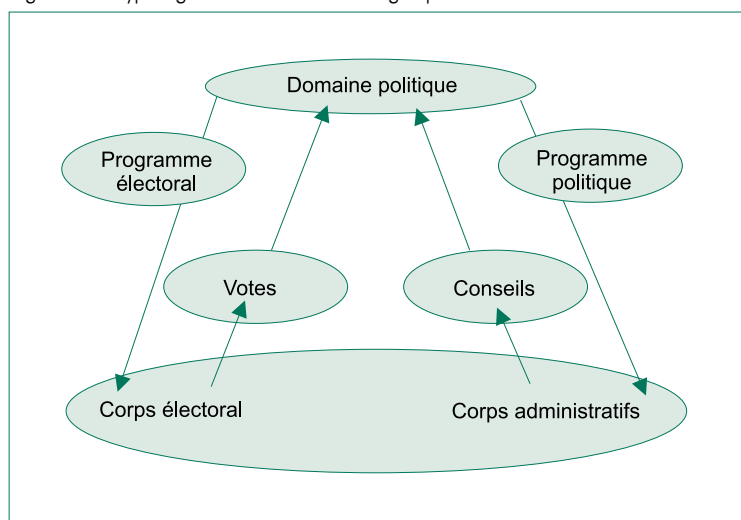 Domaine politique
Programme
électoral
Programme
politique
Votes
Conseils
Corps électoral
Corps administratifs